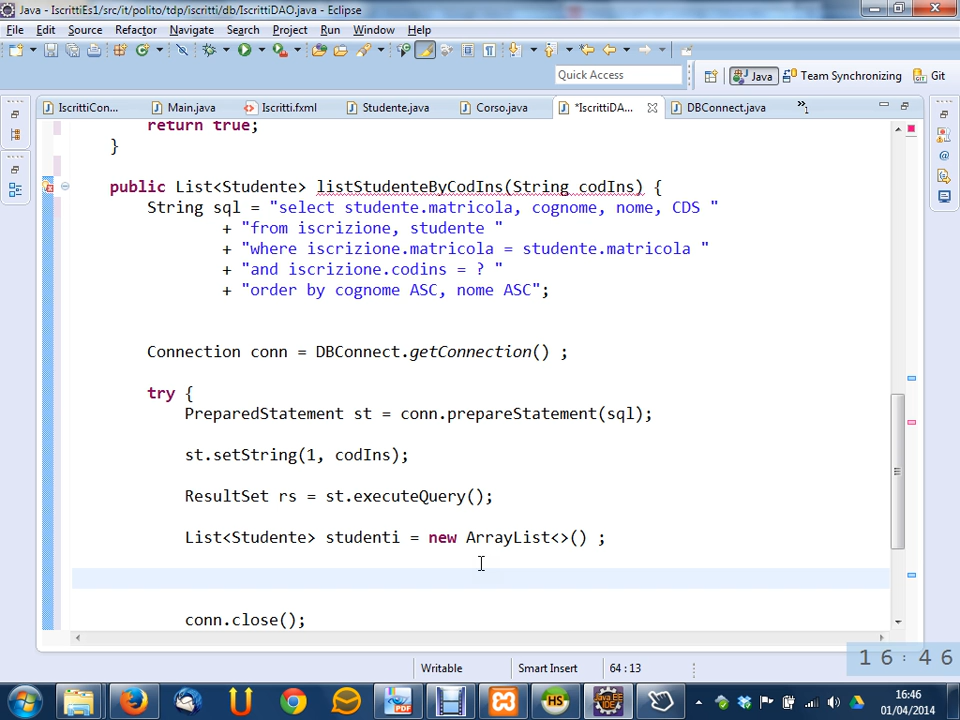 Java - IscrittiEs1/src/it/polito/tdp/iscritti/db/IscrittiDAO.java - Eclipse
File Edit Source Refactor Navigate Search Project Run Window Help
Quick Access
Java
Team Synchronizing
Git
IscrittiCon...
Main.java
Iscritti.fxml
Studente.java
Corso.java
*IscrittiDA...
DBConnect.java
»1
return true;
}
public List<Studente> listStudenteByCodIns(String codIns) {
String sql = "select studente.matricola, cognome, nome, CDS "
+ "from iscrizione, studente "
+ "where iscrizione.matricola = studente.matricola "
+ "and iscrizione.codins = ? "
+ "order by cognome ASC, nome ASC";
Connection conn = DBConnect.getConnection() ;
try {
PreparedStatement st = conn.prepareStatement(sql);
st.setString(1, codIns);
ResultSet rs = st.executeQuery();
List<Studente> studenti = new ArrayList<>() ;
conn.close();
16:46
Writable
Smart Insert
64 : 13
16:46
01/04/2014